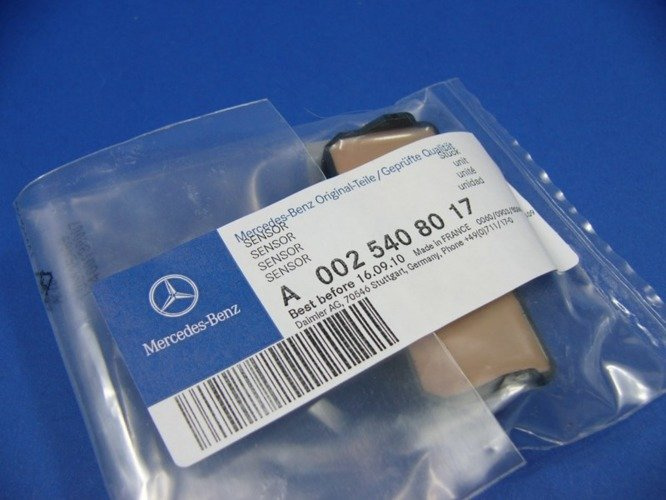 Mercedes-Benz Original-Teile/Geprüfte Qualität
SENSOR
SENSOR
SENSOR
SENSOR
Stück
unit
unité
unidad
A 002 540 80 17
Best before 16.09.10 Made in FRANCE
Daimler AG, 70546 Stuttgart, Germany, Phone +49(0)711/17-0
Mercedes-Benz